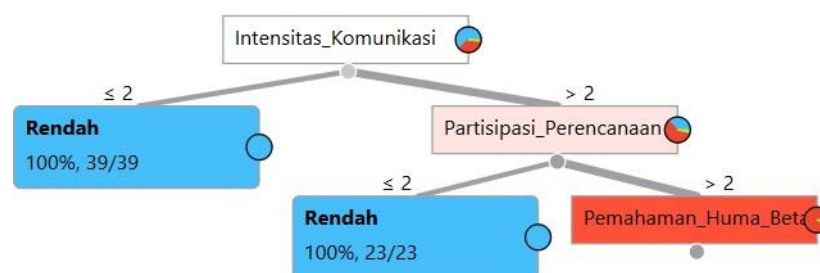 Intensitas_Komunikasi
≤ 2
> 2
Rendah
100%, 39/39
Partisipasi_Perencanaan
≤ 2
> 2
Rendah
100%, 23/23
Pemahaman_Huma_Beta